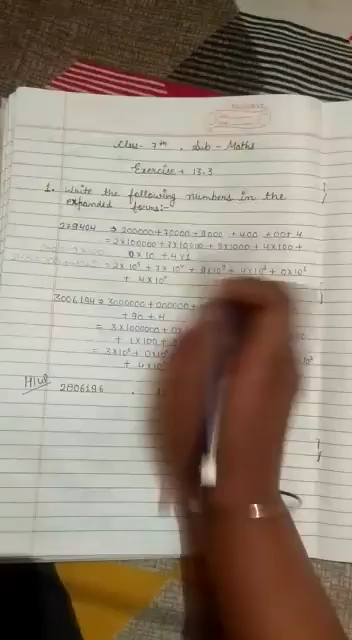 Class - 7th , Sub - Maths
Exercise - 13.3
1. Write the following numbers in the
expanded forms:-
279404 → 200000 + 70000 + 9000 + 400 + 00 + 4
= 2×100000 + 7×10000 + 9×1000 + 4×100 +
0×10 + 4×1
= 2×10⁵ + 7×10⁴ + 9×10³ + 4×10² + 0×10¹
+ 4×10⁰
3006194 → 3000000 + 000000 +
+ 90 + 4
= 3×1000000 + 0×
+ 1×100 +
= 3×10⁶ + 0×10⁵
+ 4×10⁰
H/W 2806196 ,